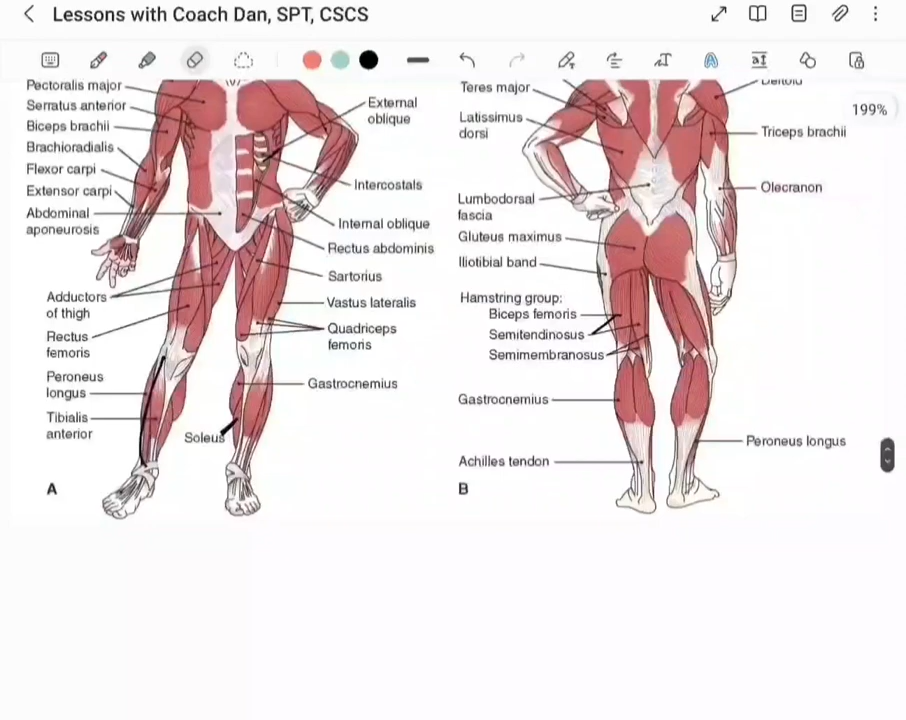 Lessons with Coach Dan, SPT, CSCS
199%
Pectoralis major
Serratus anterior
Biceps brachii
Brachioradialis
Flexor carpi
Extensor carpi
Abdominal
aponeurosis
Adductors
of thigh
Rectus
femoris
Peroneus
longus
Tibialis
anterior
Soleus
A
External
oblique
Intercostals
Internal oblique
Rectus abdominis
Sartorius
Vastus lateralis
Quadriceps
femoris
Gastrocnemius
Teres major
Latissimus
dorsi
Lumbodorsal
fascia
Gluteus maximus
Iliotibial band
Hamstring group:
Biceps femoris
Semitendinosus
Semimembranosus
Gastrocnemius
Achilles tendon
B
Deltoid
Triceps brachii
Olecranon
Peroneus longus